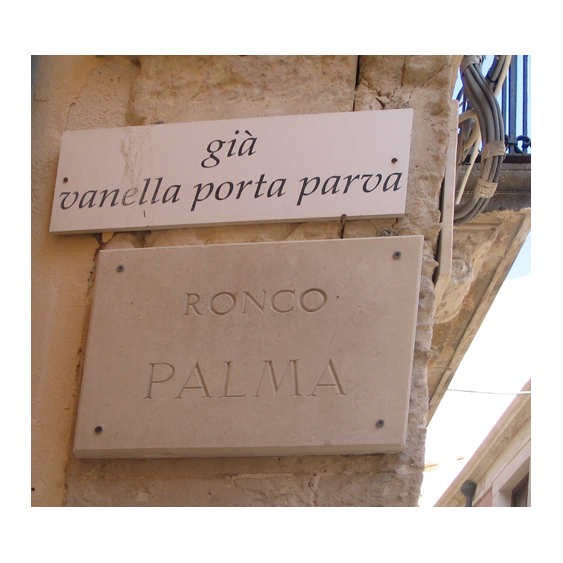 già
vanella porta parva
RONCO
PALMA